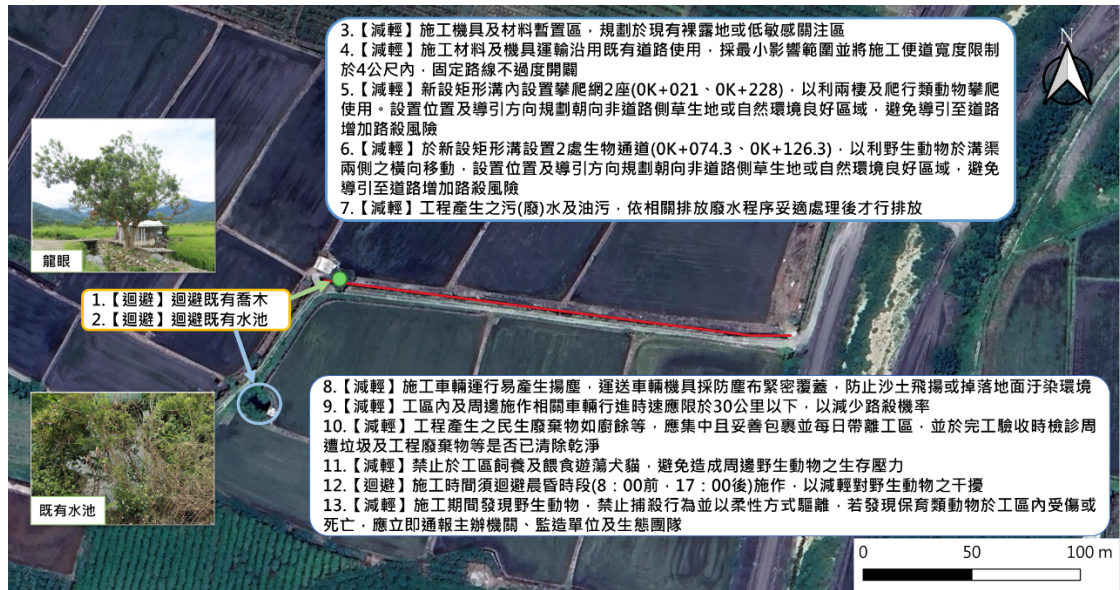 3.【減輕】施工機具及材料暫置區，規劃於現有裸露地或低敏感關注區
4.【減輕】施工材料及機具運輸沿用既有道路使用，採最小影響範圍並將施工便道寬度限制
於4公尺內，固定路線不過度開闢
5.【減輕】新設矩形溝內設置攀爬網2座(0K+021、0K+228)，以利兩棲及爬行類動物攀爬
使用。設置位置及導引方向規劃朝向非道路側草生地或自然環境良好區域，避免導引至道路
增加路殺風險
6.【減輕】於新設矩形溝設置2處生物通道(0K+074.3、0K+126.3)，以利野生動物於溝渠
兩側之橫向移動，設置位置及導引方向規劃朝向非道路側草生地或自然環境良好區域，避免
導引至道路增加路殺風險
7.【減輕】工程產生之污(廢)水及油污，依相關排放廢水程序妥適處理後才行排放
N
龍眼
1.【迴避】迴避既有喬木
2.【迴避】迴避既有水池
8.【減輕】施工車輛運行易產生揚塵，運送車輛機具採防塵布緊密覆蓋，防止沙土飛揚或掉落地面汙染環境
9.【減輕】工區內及周邊施作相關車輛行進時速應限於30公里以下，以減少路殺機率
10.【減輕】工程產生之民生廢棄物如廚餘等，應集中且妥善包裹並每日帶離工區，並於完工驗收時檢診周
遭垃圾及工程廢棄物等是否已清除乾淨
11.【減輕】禁止於工區飼養及餵食遊蕩犬貓，避免造成周邊野生動物之生存壓力
12.【迴避】施工時間須迴避晨昏時段(8：00前，17：00後)施作，以減輕對野生動物之干擾
13.【減輕】施工期間發現野生動物，禁止捕殺行為並以柔性方式驅離，若發現保育類動物於工區內受傷或
死亡，應立即通報主辦機關、監造單位及生態團隊
既有水池
0 50 100 m